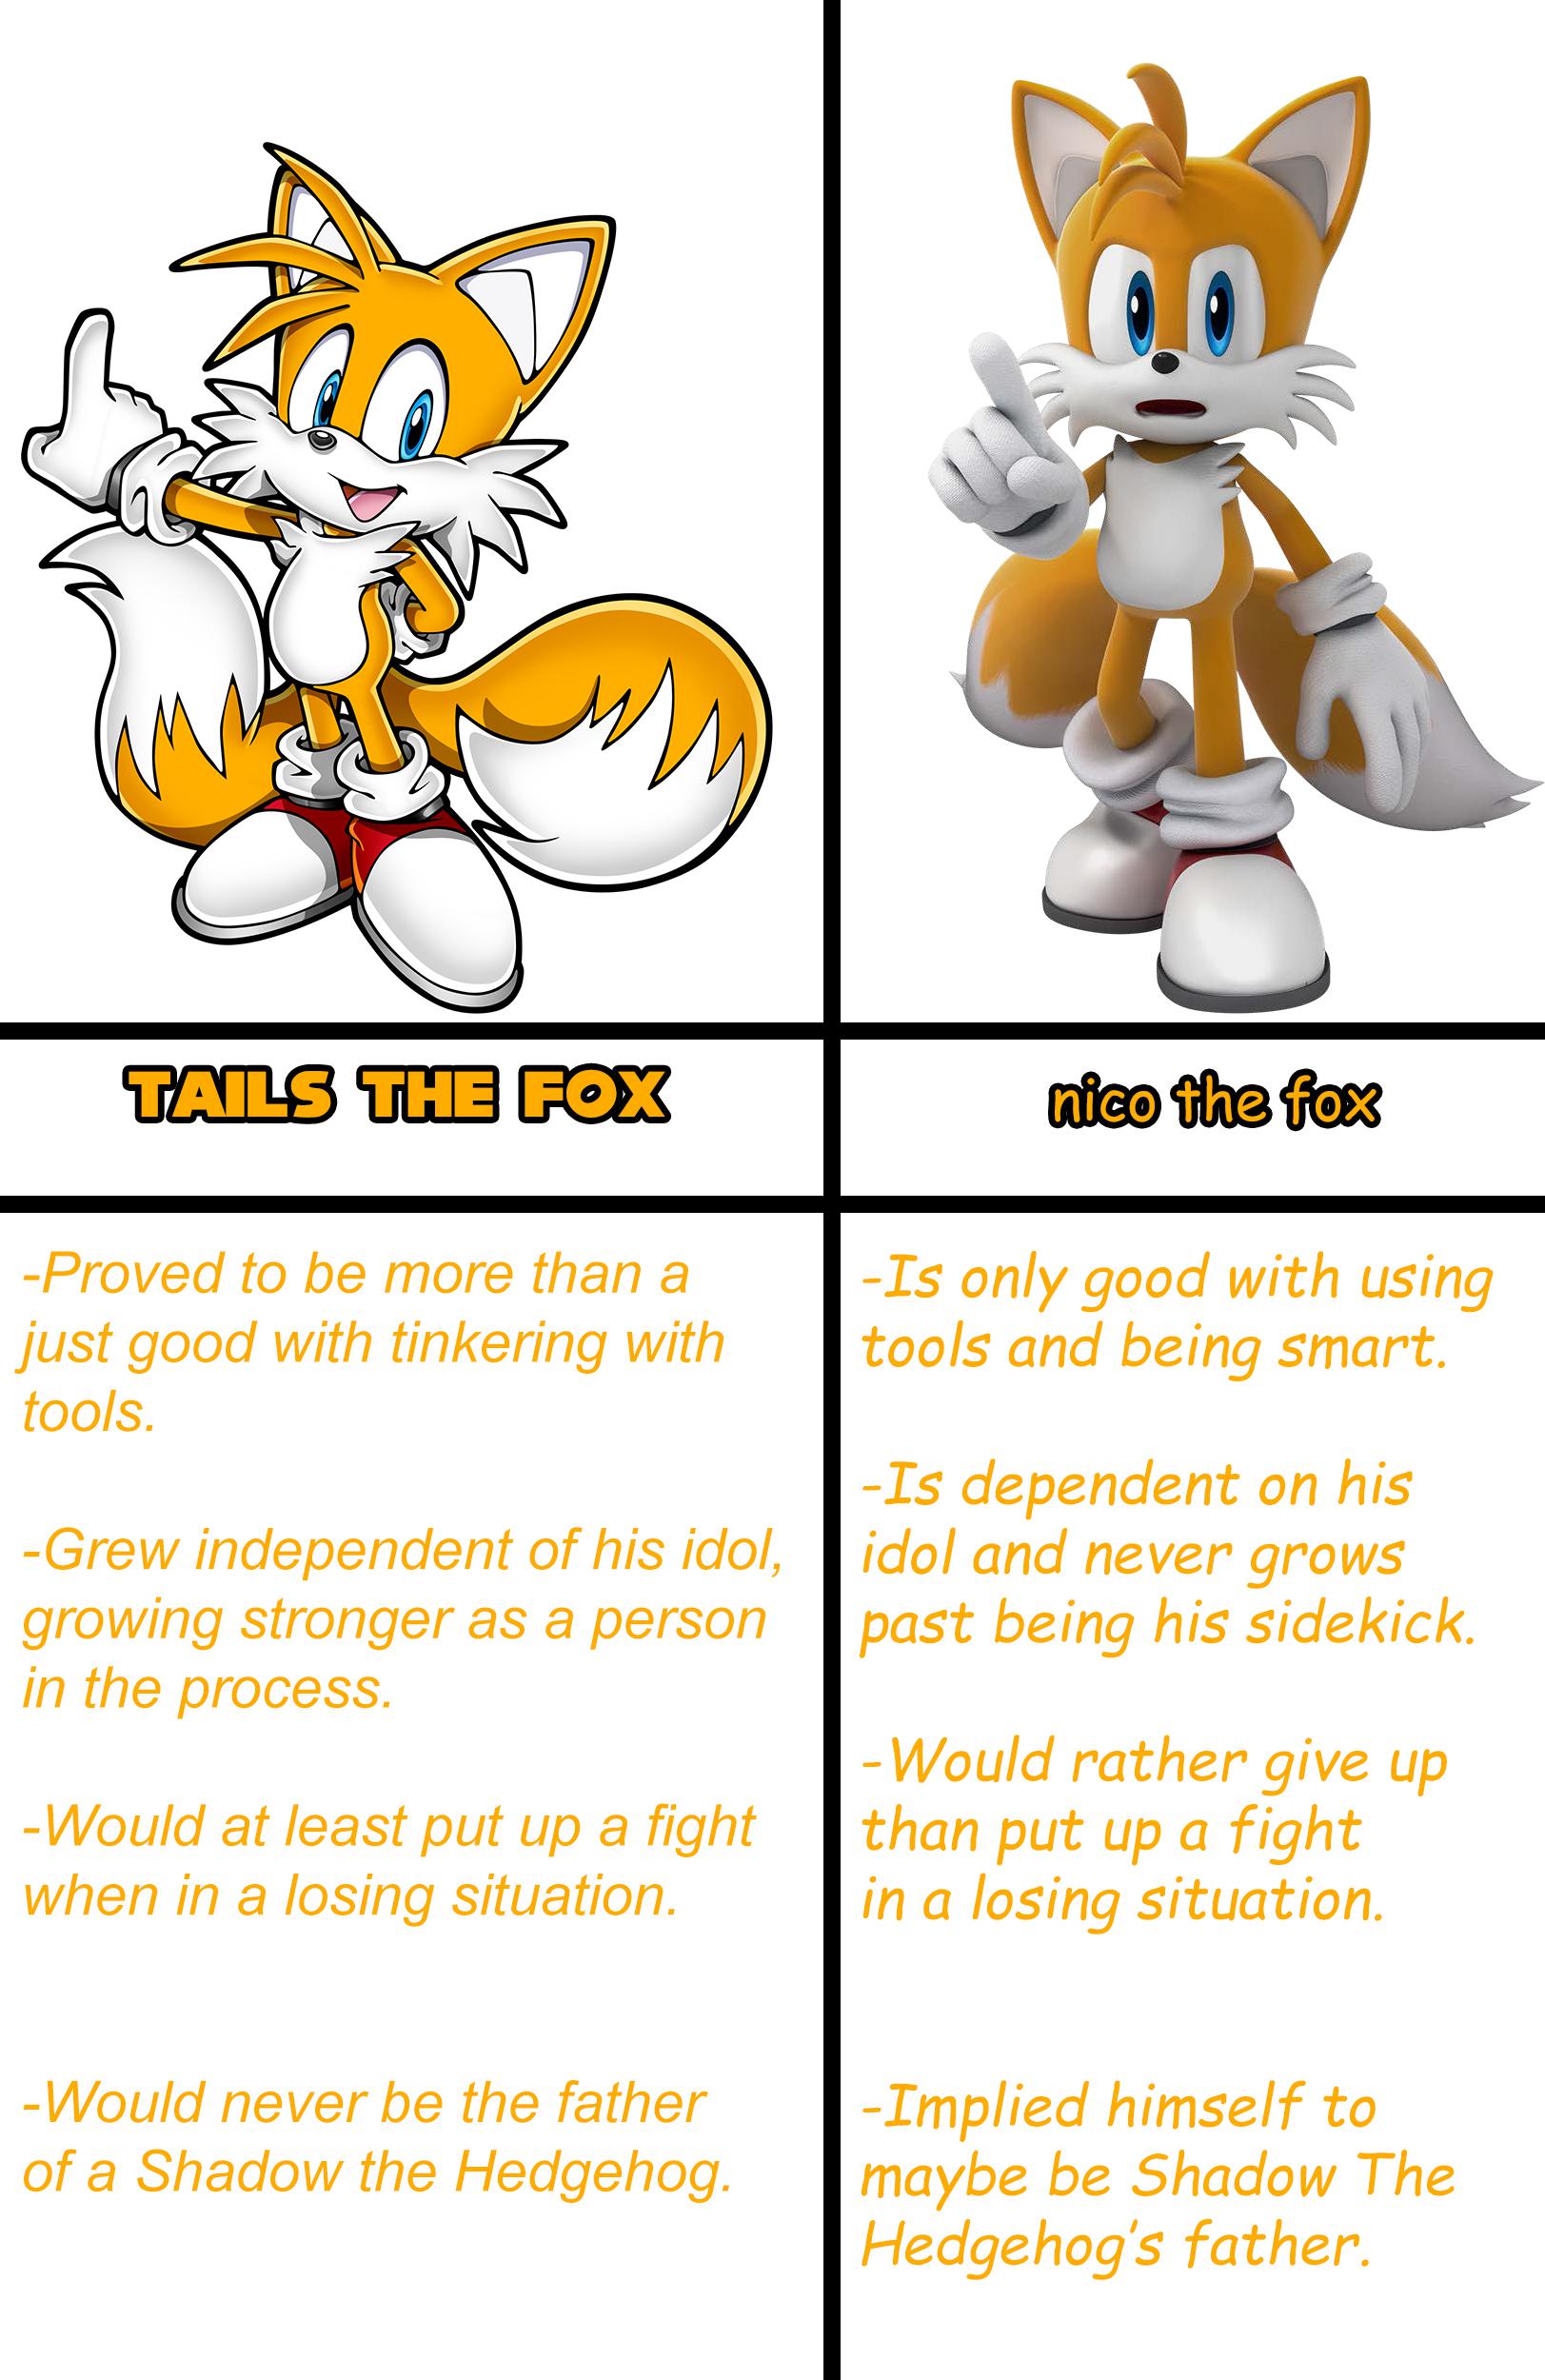 TAILS THE FOX
nico the fox
-Proved to be more than a
just good with tinkering with
tools.
-Grew independent of his idol,
growing stronger as a person
in the process.
-Would at least put up a fight
when in a losing situation.
-Would never be the father
of a Shadow the Hedgehog.
-Is only good with using
tools and being smart.
-Is dependent on his
idol and never grows
past being his sidekick.
-Would rather give up
than put up a fight
in a losing situation.
-Implied himself to
maybe be Shadow The
Hedgehog's father.